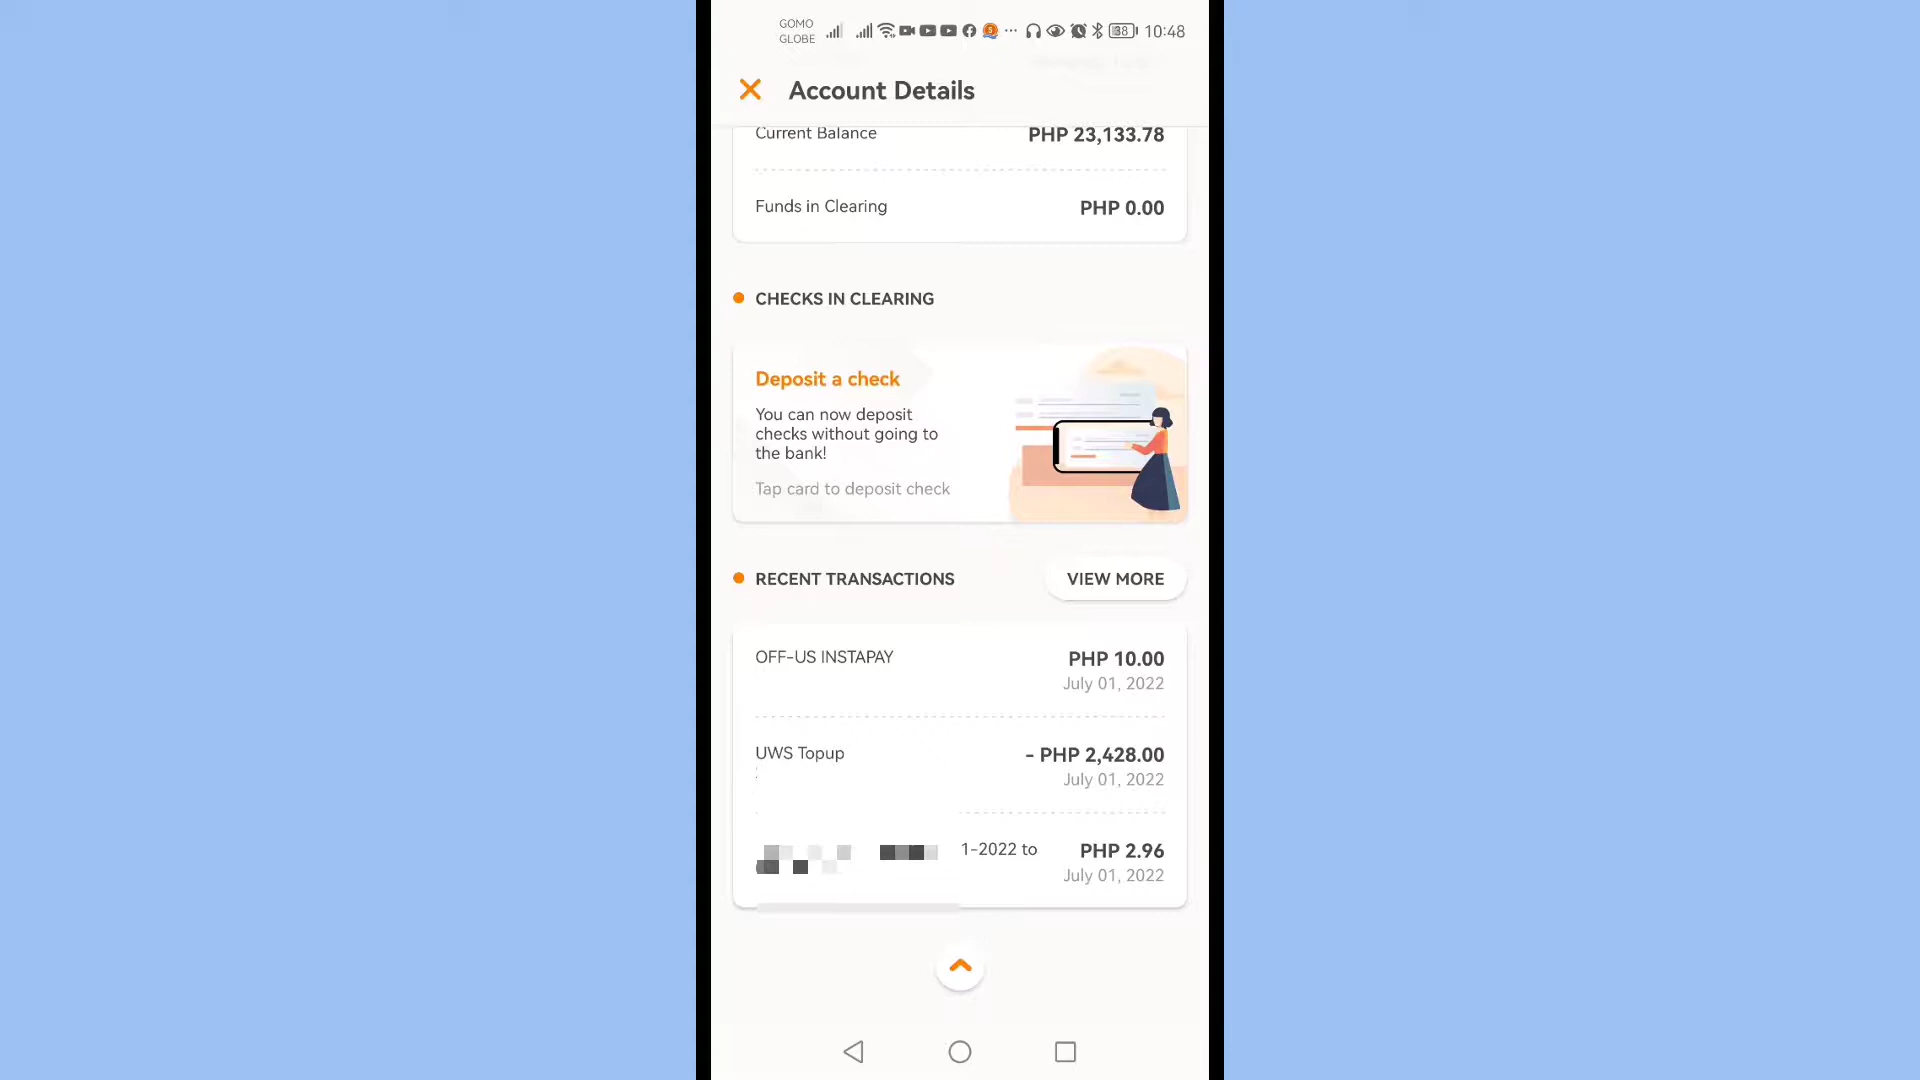 GOMO
GLOBE
38
10:48
Account Details
Current Balance
PHP 23,133.78
Funds in Clearing
PHP 0.00
CHECKS IN CLEARING
Deposit a check
You can now deposit
checks without going to
the bank!
Tap card to deposit check
RECENT TRANSACTIONS
VIEW MORE
OFF-US INSTAPAY
PHP 10.00
July 01, 2022
UWS Topup
- PHP 2,428.00
July 01, 2022
1-2022 to
PHP 2.96
July 01, 2022